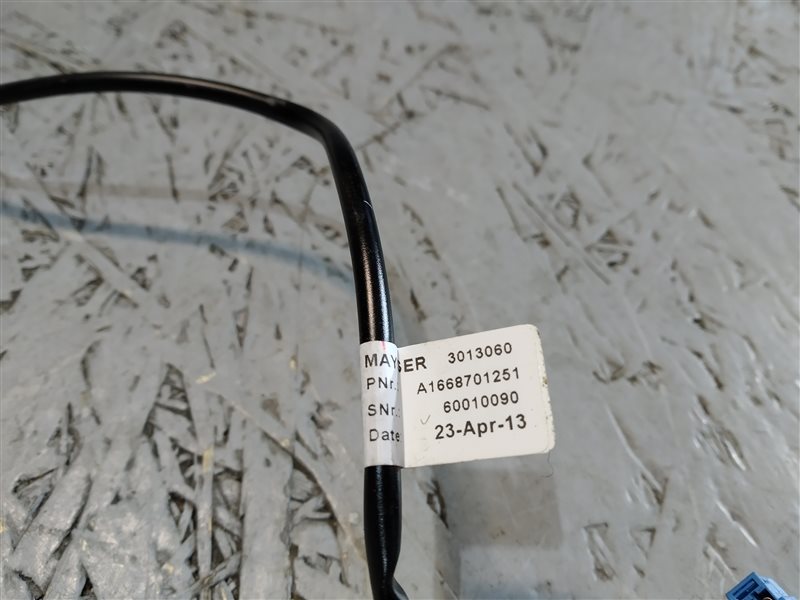 MAYSER 3013060
PNr.: A1668701251
SNr.: 60010090
Date: 23-Apr-13